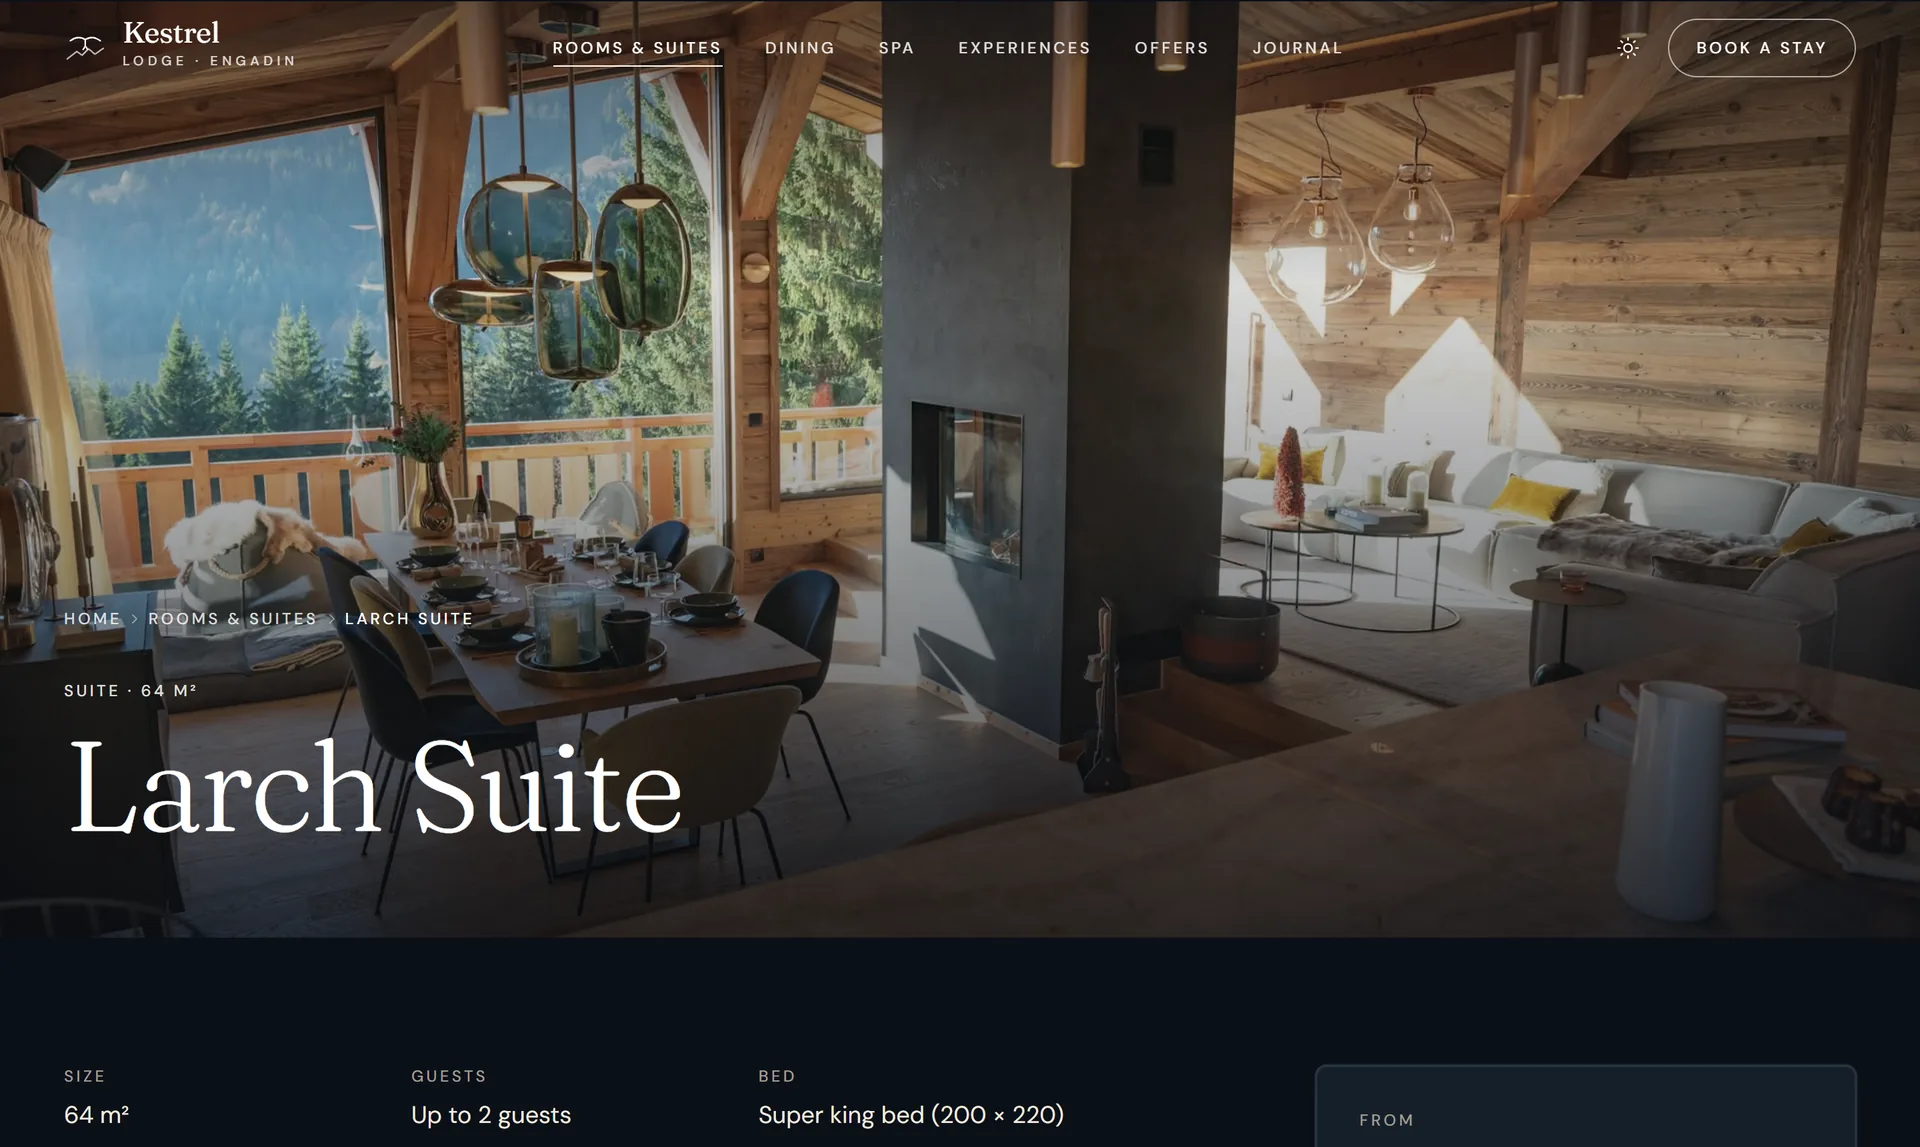 Kestrel
LODGE · ENGADIN
ROOMS & SUITES
DINING
SPA
EXPERIENCES
OFFERS
JOURNAL
BOOK A STAY
HOME > ROOMS & SUITES > LARCH SUITE
SUITE · 64 M²
Larch Suite
SIZE
64 m²
GUESTS
Up to 2 guests
BED
Super king bed (200 × 220)
FROM